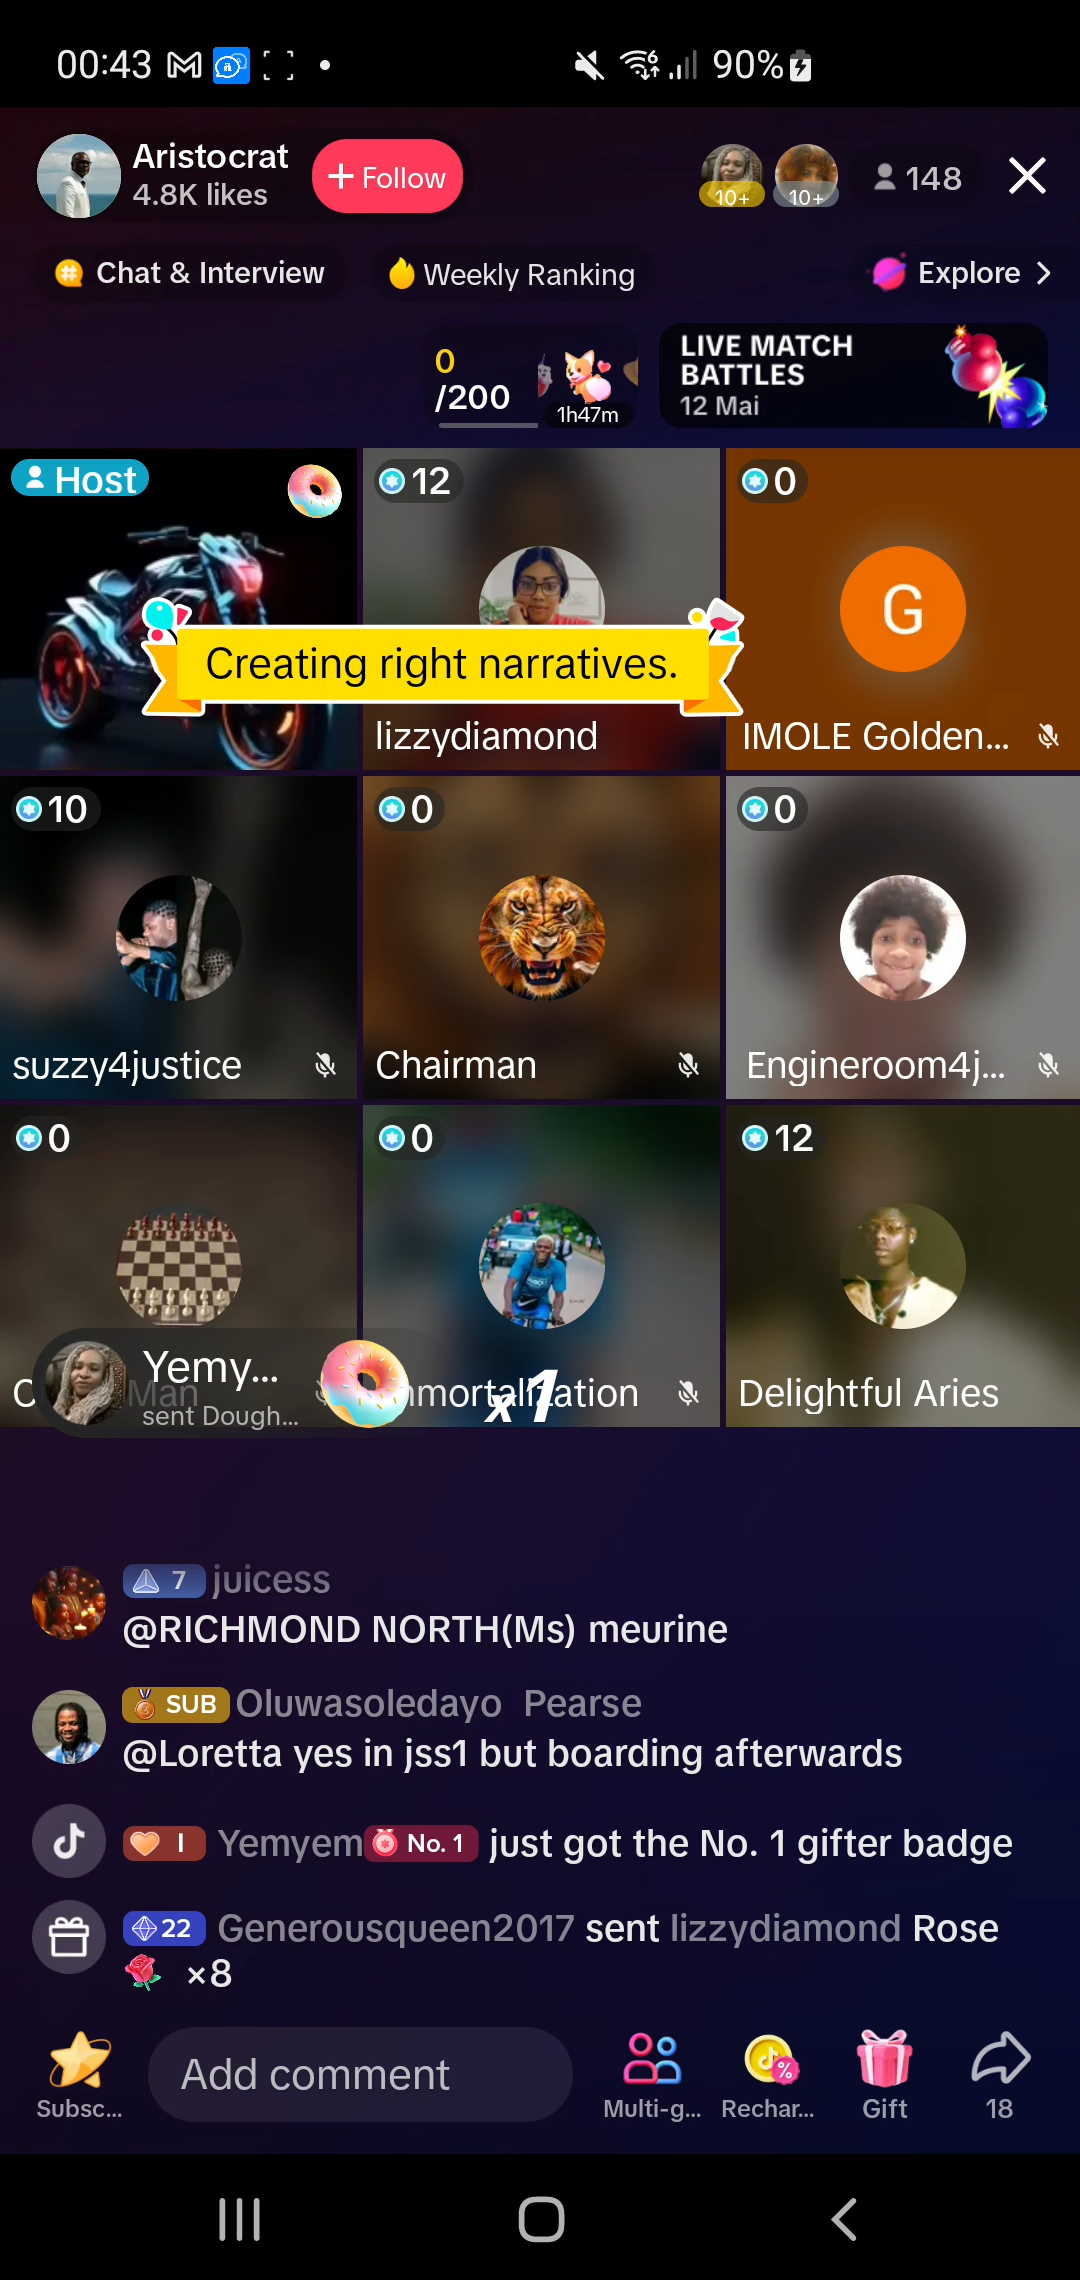 00:43
90%
Aristocrat
4.8K likes
+ Follow
10+
10+
148
Chat & Interview
Weekly Ranking
Explore >
0
/200
1h47m
LIVE MATCH
BATTLES
12 Mai
Host
12
0
G
Creating right narratives.
lizzydiamond
IMOLE Golden...
10
0
0
suzzy4justice
Chairman
Engineroom4j...
0
0
12
Yemy...
sent Dough...
x1
Man
mmortalization
Delightful Aries
7 juicess
@RICHMOND NORTH(Ms) meurine
SUB Oluwasoledayo Pearse
@Loretta yes in jss1 but boarding afterwards
I Yemyem No. 1 just got the No. 1 gifter badge
22 Generousqueen2017 sent lizzydiamond Rose
×8
Add comment
Subsc...
Multi-g...
Rechar...
Gift
18